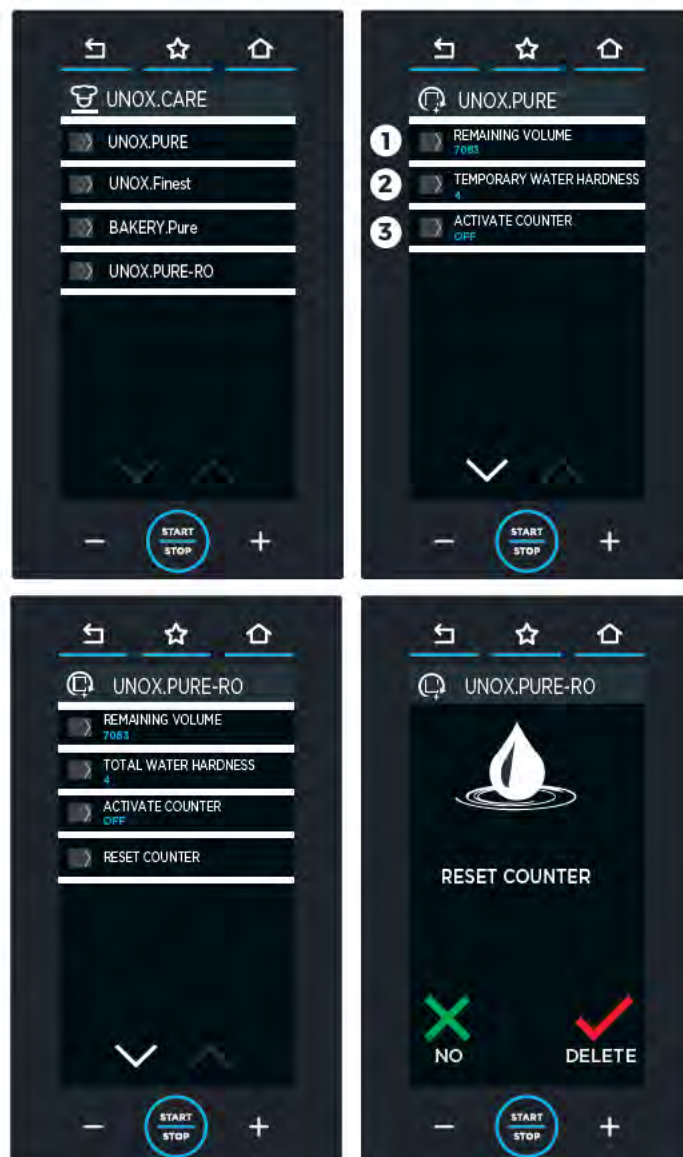 UNOX.CARE
UNOX.PURE
UNOX.Finest
BAKERY.Pure
UNOX.PURE-RO
START
STOP
UNOX.PURE
1
REMAINING VOLUME
7083
2
TEMPORARY WATER HARDNESS
4
3
ACTIVATE COUNTER
OFF
START
STOP
UNOX.PURE-RO
REMAINING VOLUME
7083
TOTAL WATER HARDNESS
4
ACTIVATE COUNTER
OFF
RESET COUNTER
START
STOP
UNOX.PURE-RO
RESET COUNTER
NO
DELETE
START
STOP